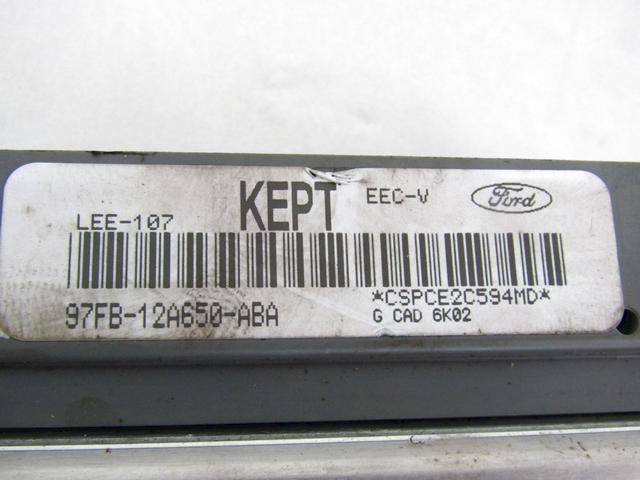 KEPT
EEC-V
Ford
LEE-107
*CSPCE2C594MD*
97FB-12A650-ABA
G CAD 6K02